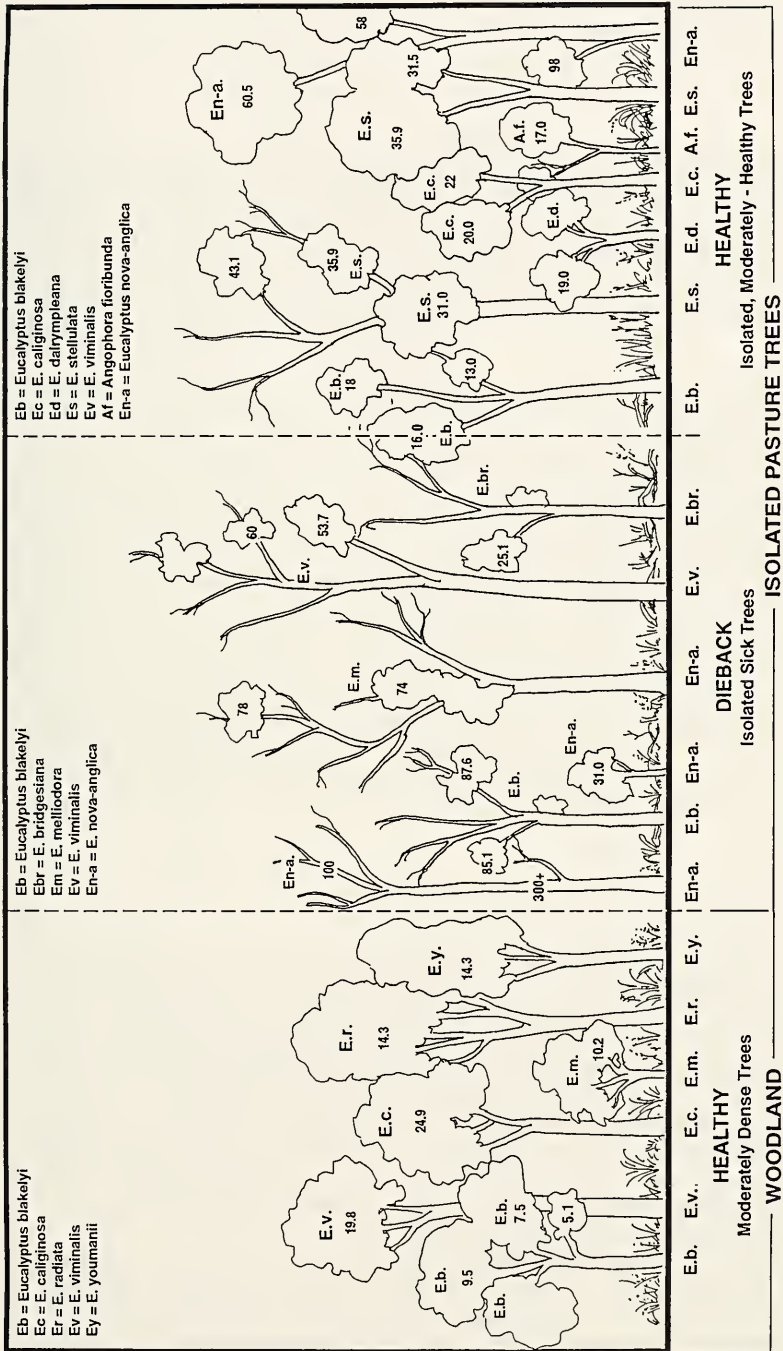 Eb = Eucalyptus blakelyi
Ec = E. caliginosa
Er = E. radiata
Ev = E. viminalis
Ey = E. youmanii
E.b.
E.b.
9.5
E.v.
19.8
E.b.
7.5
5.1
E.c.
24.9
E.m.
10.2
E.r.
14.3
E.y.
14.3
E.b. E.v. E.c. E.m. E.r. E.y.
HEALTHY
Moderately Dense Trees
WOODLAND
Eb = Eucalyptus blakelyi
Ebr = E. bridgesiana
Em = E. melliodora
Ev = E. viminalis
En-a = E. nova-anglica
En-a.
100
300+
85.1
E.b.
87.6
En-a.
31.0
78
E.m.
74
E.v.
60
53.7
25.1
E.br.
En-a. E.b. En-a. En-a. E.v. E.br.
DIEBACK
Isolated Sick Trees
Eb = Eucalyptus blakelyi
Ec = E. caliginosa
Ed = E. dalrympleana
Es = E. stellulata
Ev = E. viminalis
Af = Angophora fioribunda
En-a = Eucalyptus nova-anglica
16.0
E.b.
E.b.
18
13.0
43.1
35.9
E.s.
E.s.
31.0
19.0
E.d.
E.c.
20.0
E.c.
22
A.f.
17.0
E.s.
35.9
31.5
En-a.
60.5
58
98
E.b. E.s. E.d. E.c. A.f. E.s. En-a.
HEALTHY
Isolated, Moderately - Healthy Trees
ISOLATED PASTURE TREES